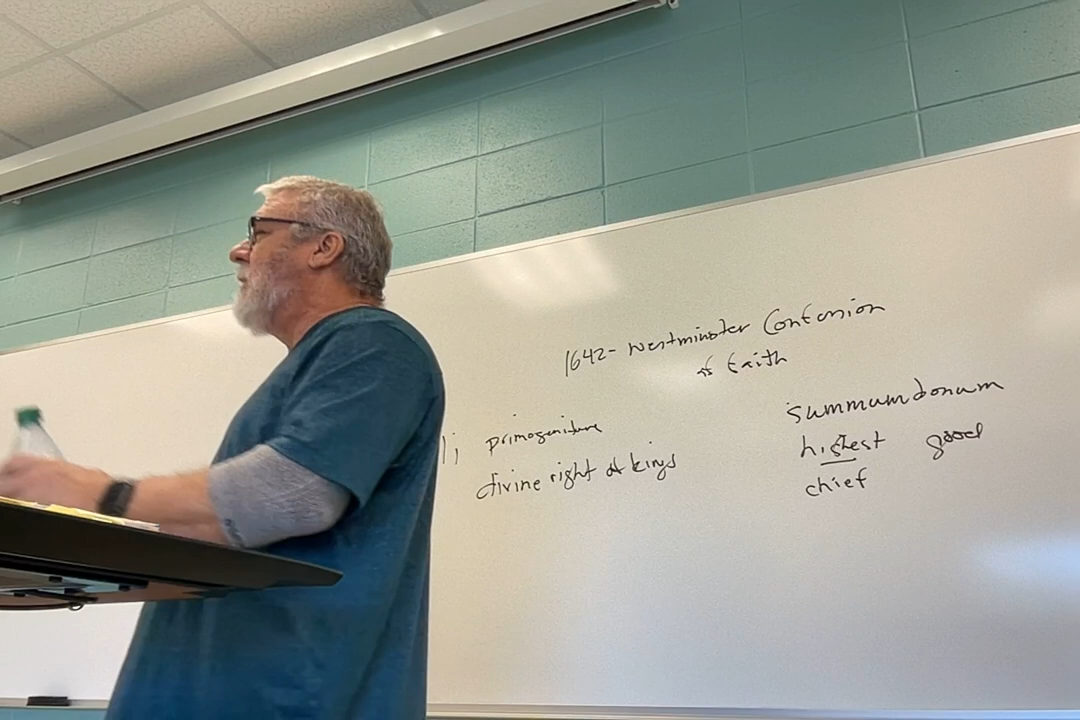 1642- Westminster Confession
of Faith
primogeniture
divine right of kings
summum bonum
highest good
chief